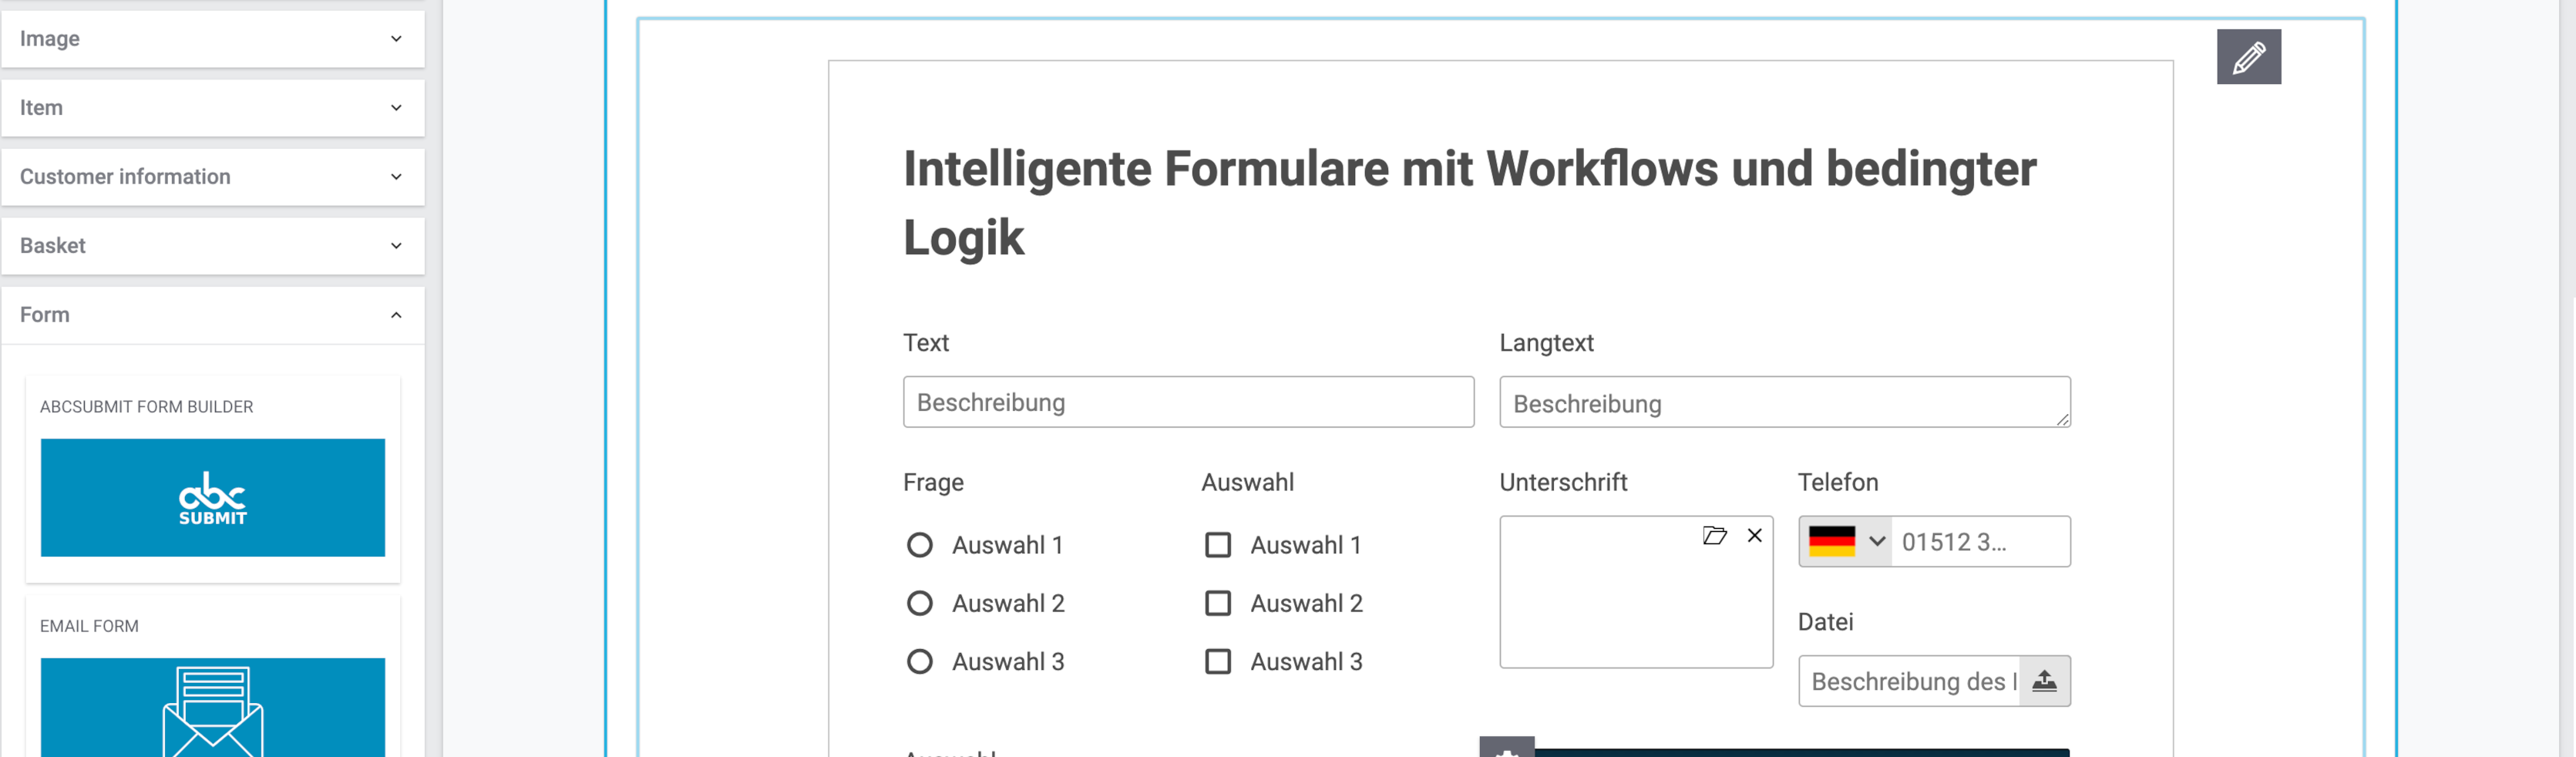 Image
Item
Customer information
Basket
Form
ABCSUBMIT FORM BUILDER
abc
SUBMIT
EMAIL FORM
Intelligente Formulare mit Workflows und bedingter
Logik
Text
Langtext
Beschreibung
Beschreibung
Frage
Auswahl
Unterschrift
Telefon
Auswahl 1
Auswahl 1
01512 3...
Auswahl 2
Auswahl 2
Datei
Auswahl 3
Auswahl 3
Beschreibung des